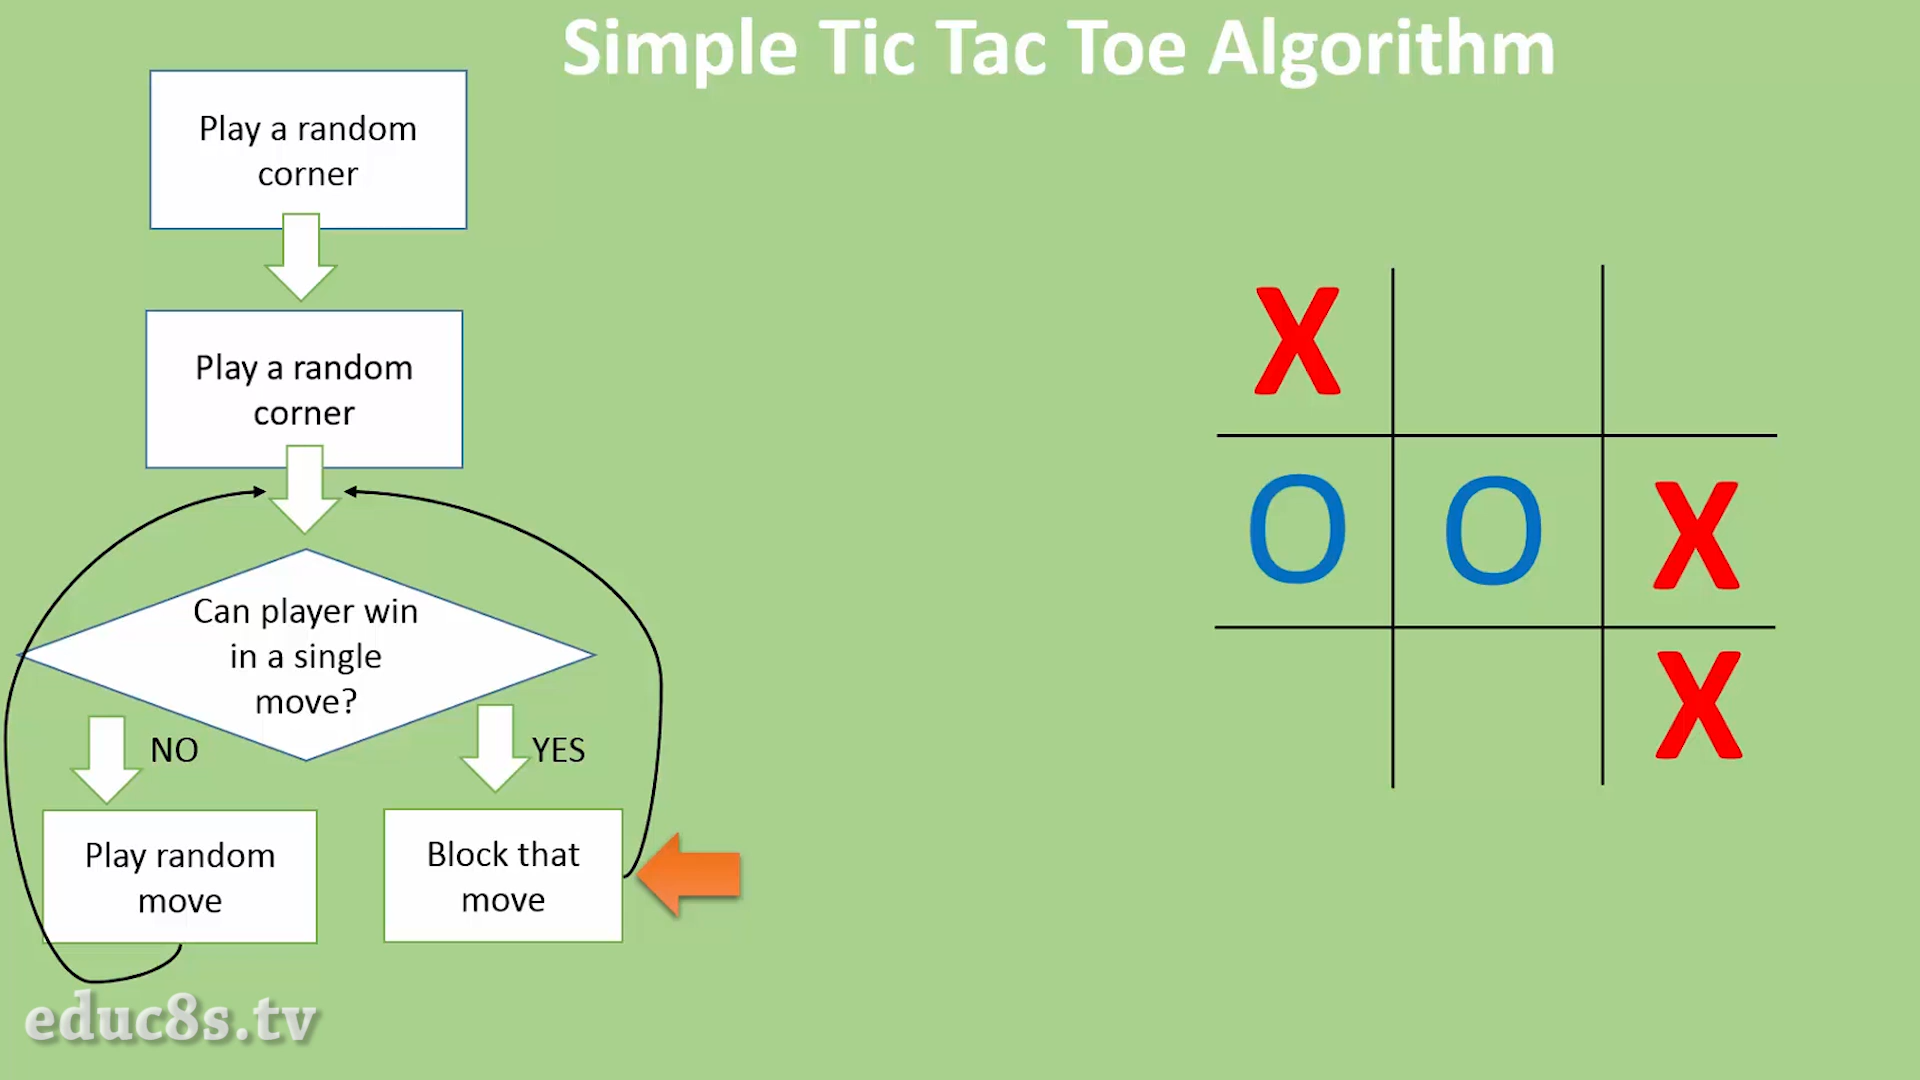 Simple Tic Tac Toe Algorithm
Play a random
corner
Play a random
corner
Can player win
in a single
move?
NO
YES
Play random
move
Block that
move
X
O O X
X
educ8s.tv